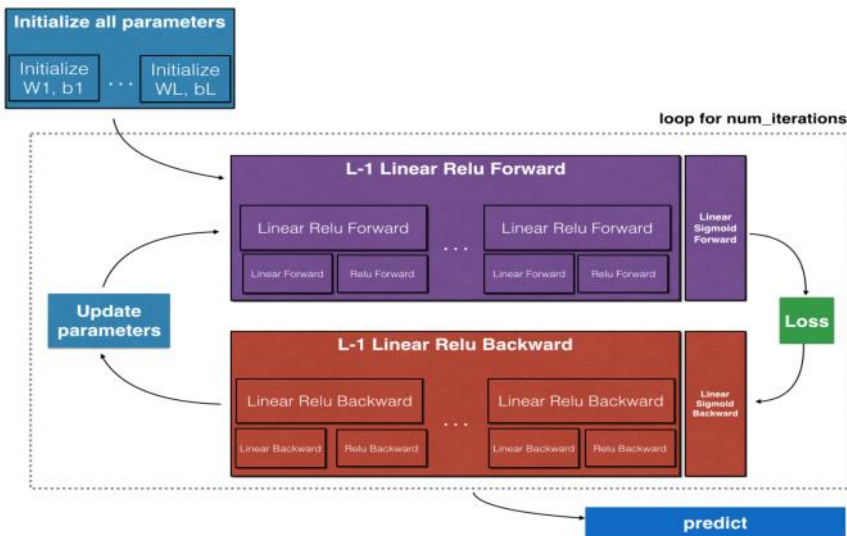 Initialize all parameters
Initialize
W1, b1
...
Initialize
WL, bL
loop for num_iterations
L-1 Linear Relu Forward
Linear Relu Forward
...
Linear Relu Forward
Linear Forward
Relu Forward
Linear Forward
Relu Forward
Linear
Sigmoid
Forward
Update
parameters
Loss
L-1 Linear Relu Backward
Linear Relu Backward
...
Linear Relu Backward
Linear Backward
Relu Backward
Linear Backward
Relu Backward
Linear
Sigmoid
Backward
predict